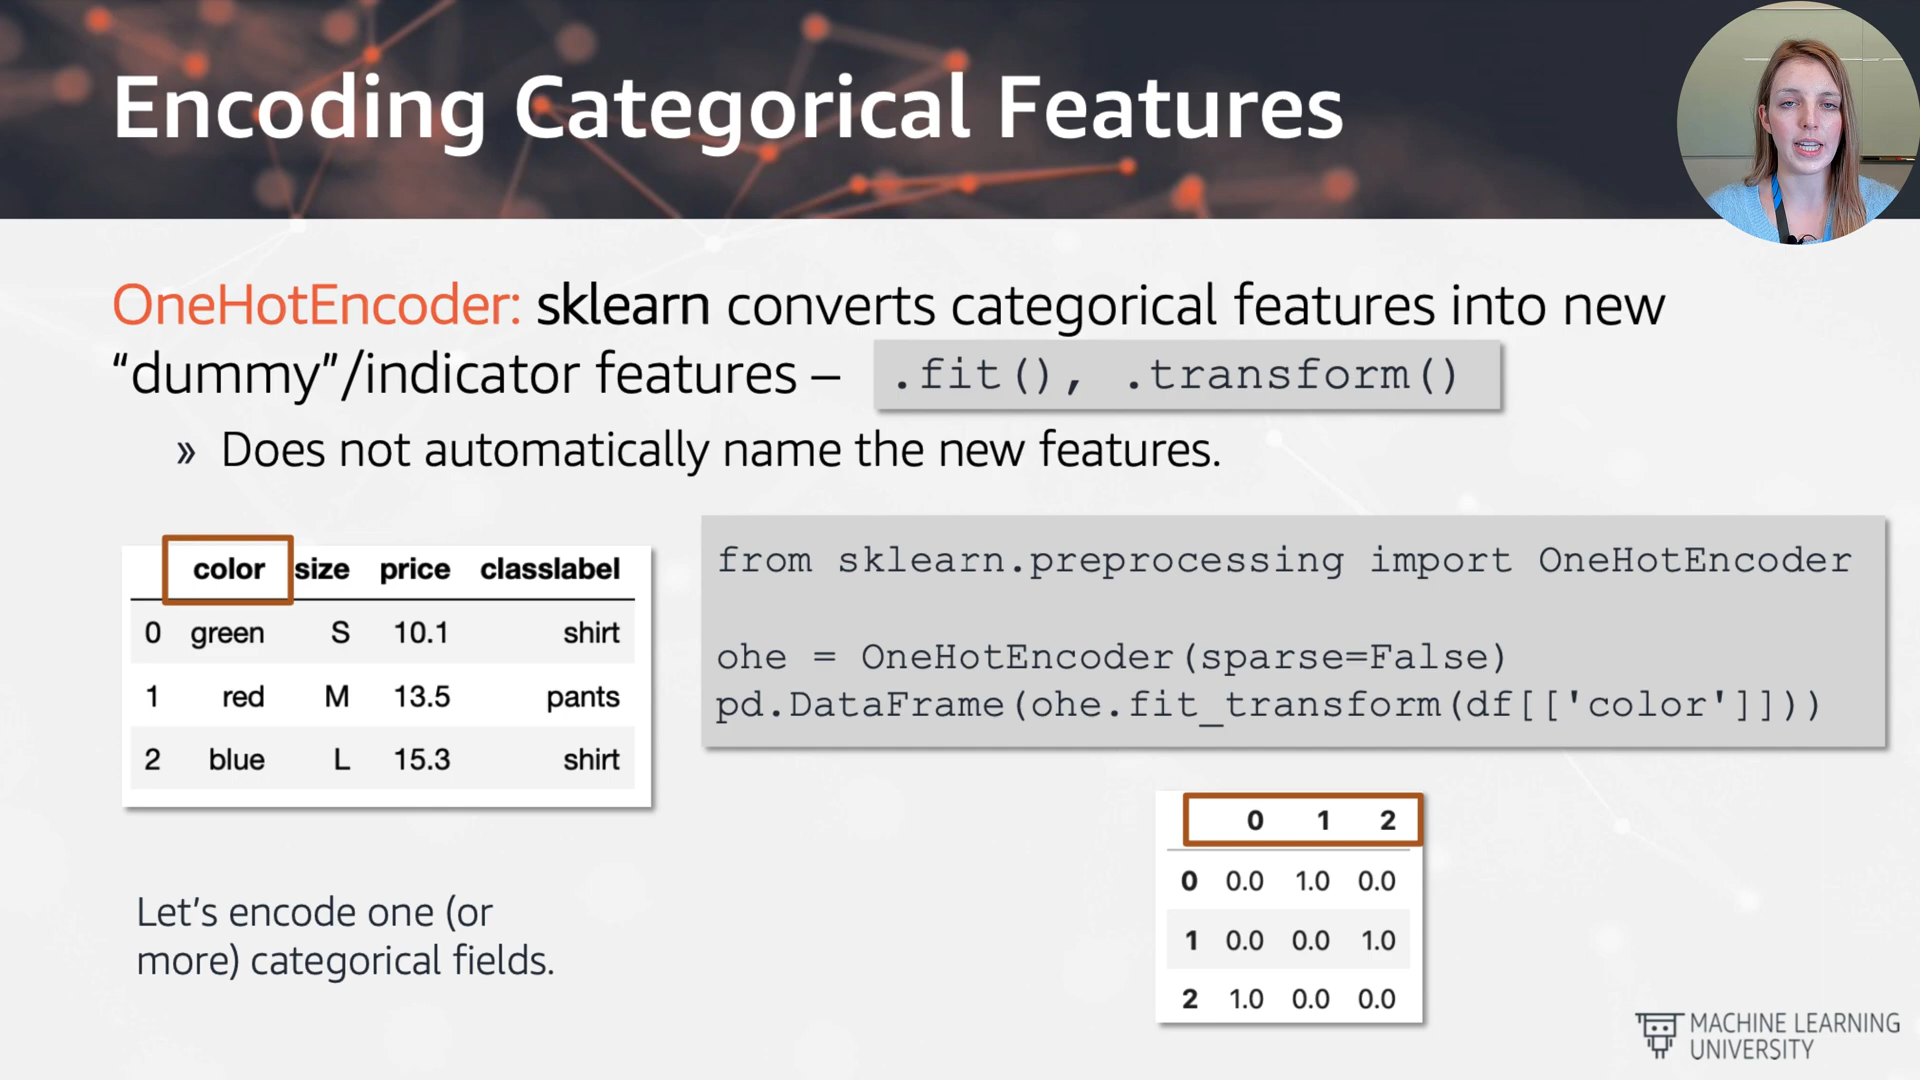 Encoding Categorical Features
OneHotEncoder: sklearn converts categorical features into new
“dummy”/indicator features – .fit(), .transform()
» Does not automatically name the new features.
color size price classlabel
0 green S 10.1 shirt
1 red M 13.5 pants
2 blue L 15.3 shirt
from sklearn.preprocessing import OneHotEncoder
ohe = OneHotEncoder(sparse=False)
pd.DataFrame(ohe.fit_transform(df[['color']]))
0 1 2
0 0.0 1.0 0.0
1 0.0 0.0 1.0
2 1.0 0.0 0.0
Let’s encode one (or
more) categorical fields.
MACHINE LEARNING
UNIVERSITY